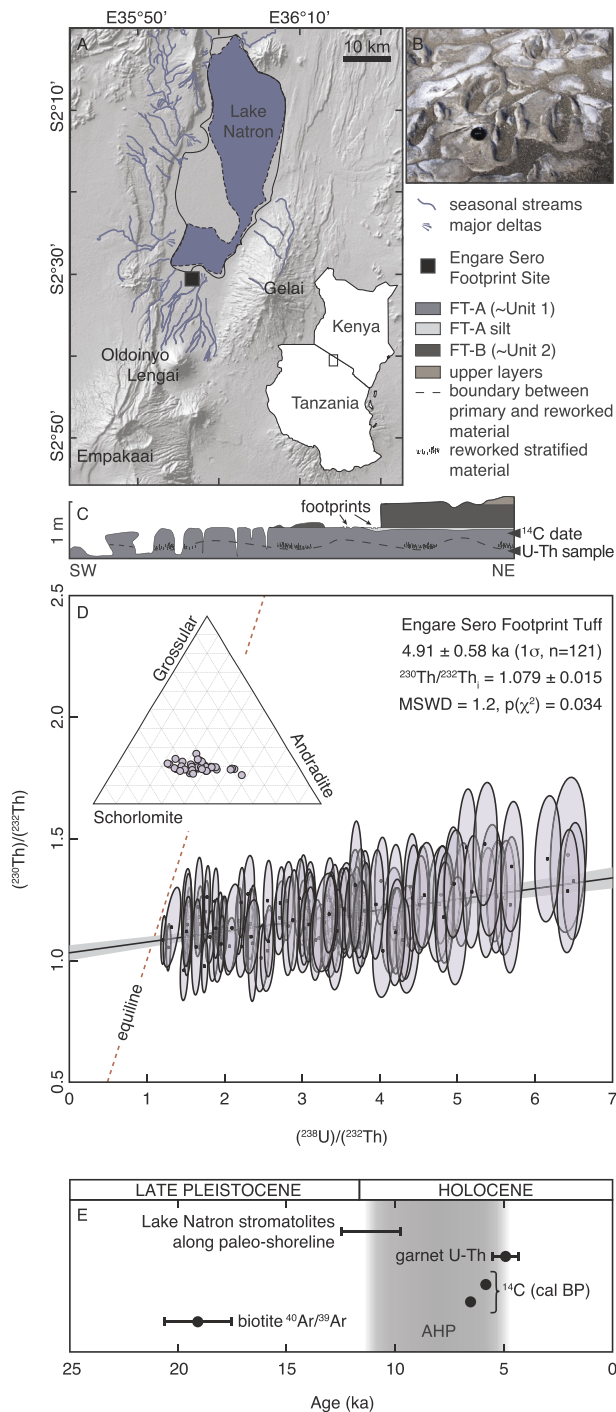 E35°50’ E36°10’
A
10 km
B
S2°10’
Lake
Natron
S2°30’
Gelai
Oldoinyo
Lengai
S2°50’
Empakaai
Kenya
Tanzania
seasonal streams
major deltas
Engare Sero
Footprint Site
FT-A (~Unit 1)
FT-A silt
FT-B (~Unit 2)
upper layers
boundary between
primary and reworked
material
reworked stratified
material
C
1 m
footprints
¹⁴C date
U-Th sample
SW NE
D
Engare Sero Footprint Tuff
4.91 ± 0.58 ka (1σ, n=121)
²³⁰Th/²³²Thᵢ = 1.079 ± 0.015
MSWD = 1.2, p(χ²) = 0.034
Grossular
Andradite
Schorlomite
equiline
(²³⁰Th)/(²³²Th)
2.5
2.0
1.5
1.0
0.5
0 1 2 3 4 5 6 7
(²³⁸U)/(²³²Th)
LATE PLEISTOCENE HOLOCENE
E
Lake Natron stromatolites
along paleo-shoreline
garnet U-Th
¹⁴C (cal BP)
biotite ⁴⁰Ar/³⁹Ar
AHP
25 20 15 10 5 0
Age (ka)